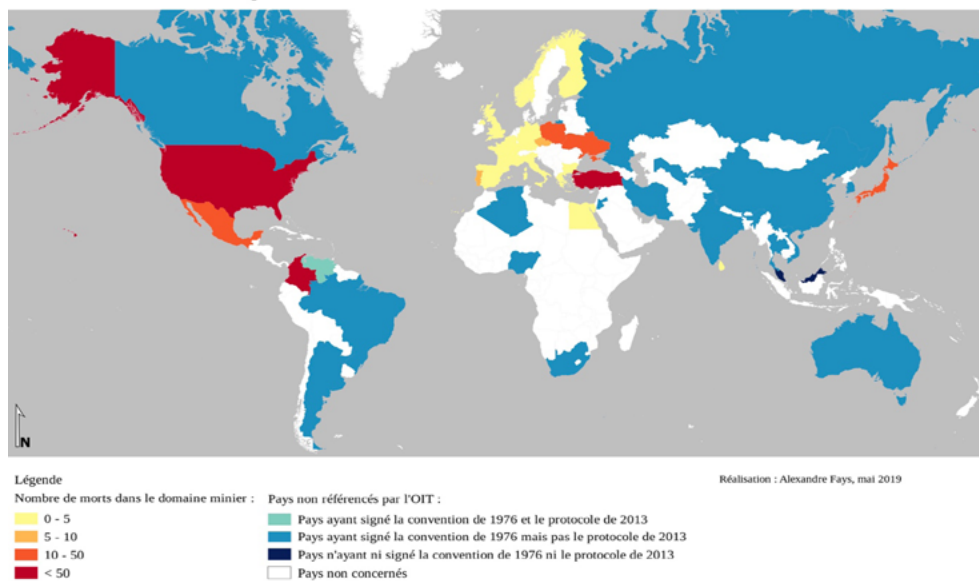 N
Légende
Nombre de morts dans le domaine minier :
0 - 5
5 - 10
10 - 50
< 50
Pays non référencés par l'OIT :
Pays ayant signé la convention de 1976 et le protocole de 2013
Pays ayant signé la convention de 1976 mais pas le protocole de 2013
Pays n'ayant ni signé la convention de 1976 ni le protocole de 2013
Pays non concernés
Réalisation : Alexandre Fays, mai 2019